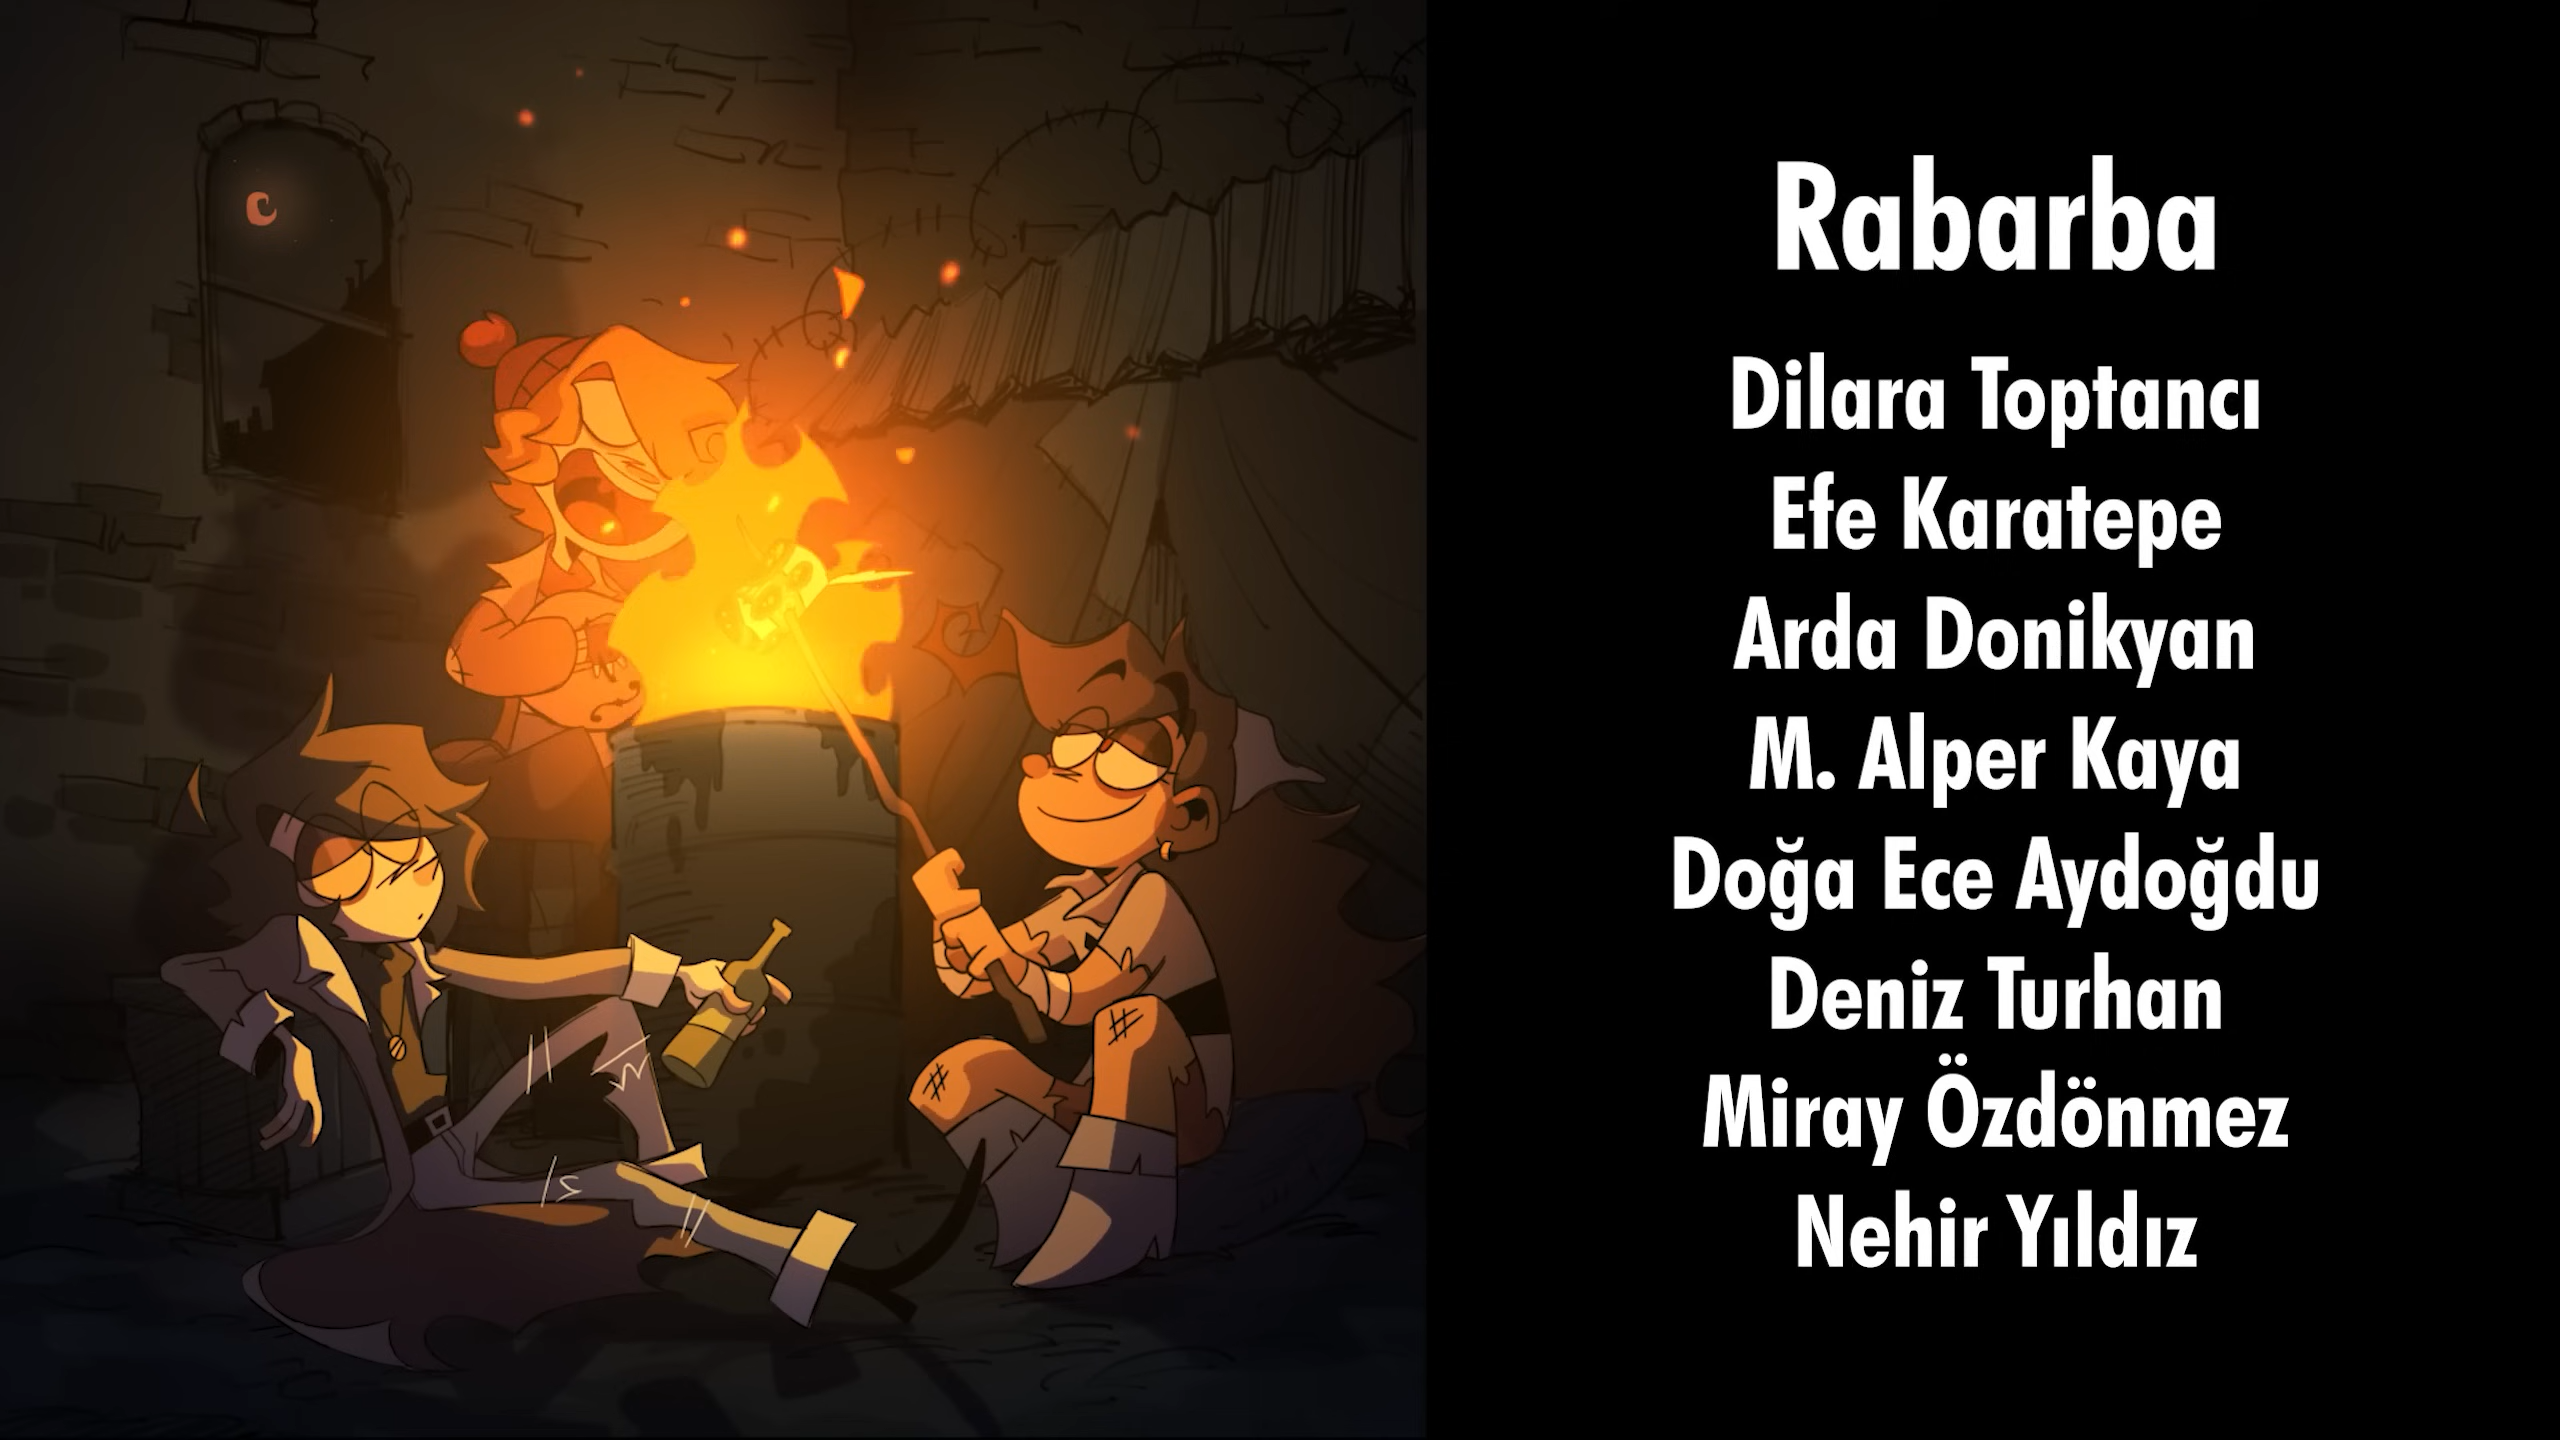 Rabarba
Dilara Toptancı
Efe Karatepe
Arda Donikyan
M. Alper Kaya
Doğa Ece Aydoğdu
Deniz Turhan
Miray Özdönmez
Nehir Yıldız